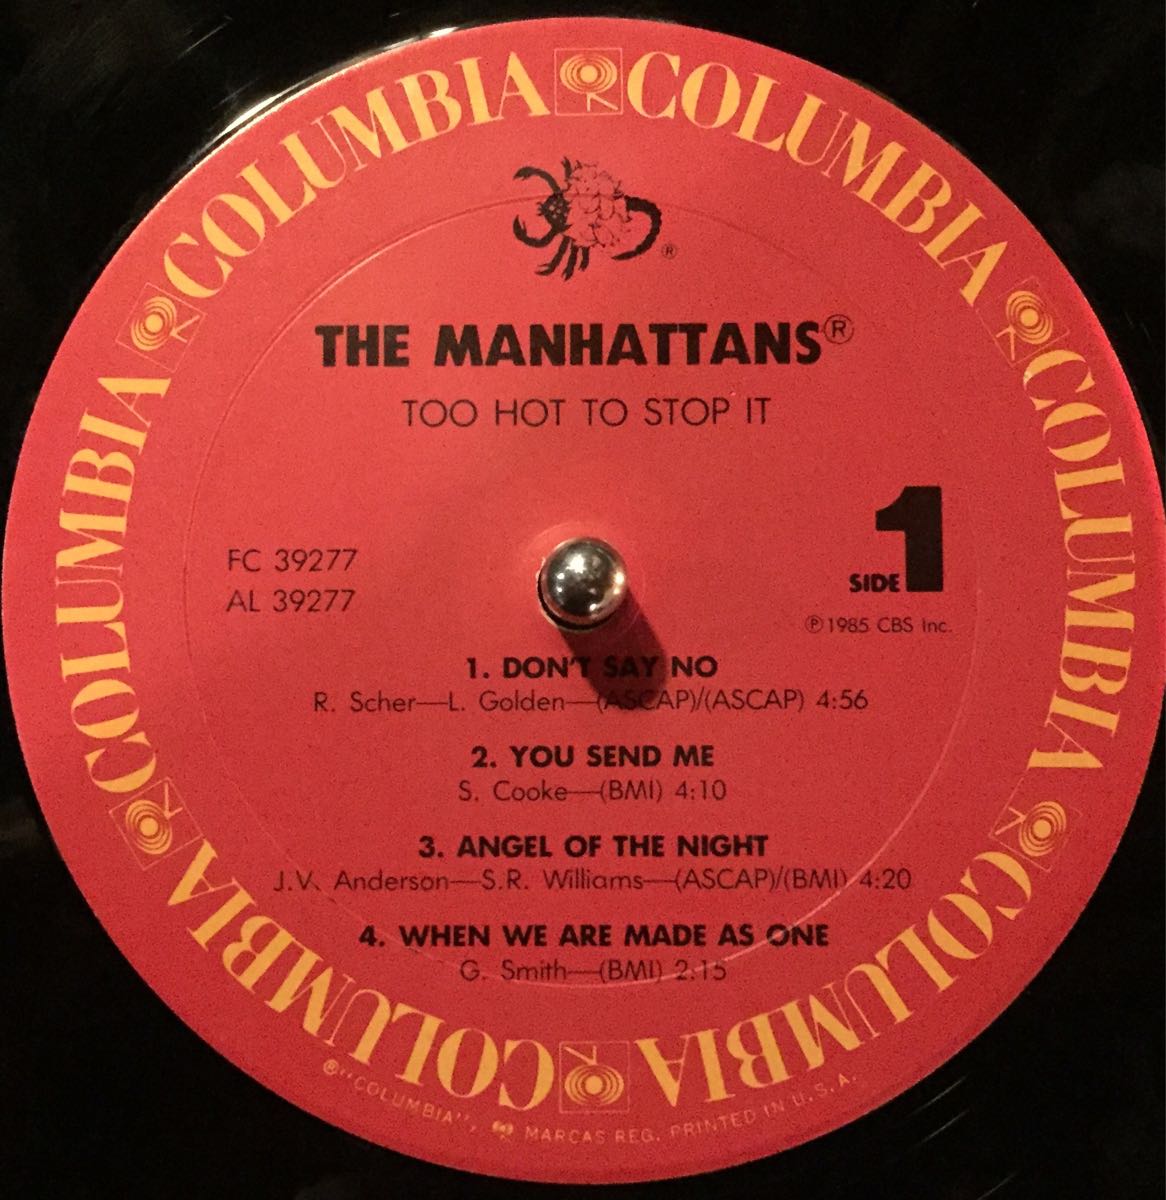 COLUMBIA COLUMBIA COLUMBIA COLUMBIA COLUMBIA COLUMBIA COLUMBIA COLUMBIA
®
THE MANHATTANS®
TOO HOT TO STOP IT
FC 39277
AL 39277
SIDE 1
℗ 1985 CBS Inc.
1. DON'T SAY NO
R. Scher—L. Golden—(ASCAP)/(ASCAP) 4:56
2. YOU SEND ME
S. Cooke—(BMI) 4:10
3. ANGEL OF THE NIGHT
J.V. Anderson—S.R. Williams—(ASCAP)/(BMI) 4:20
4. WHEN WE ARE MADE AS ONE
G. Smith—(BMI) 2:15
® "COLUMBIA", MARCAS REG. PRINTED IN U.S.A.